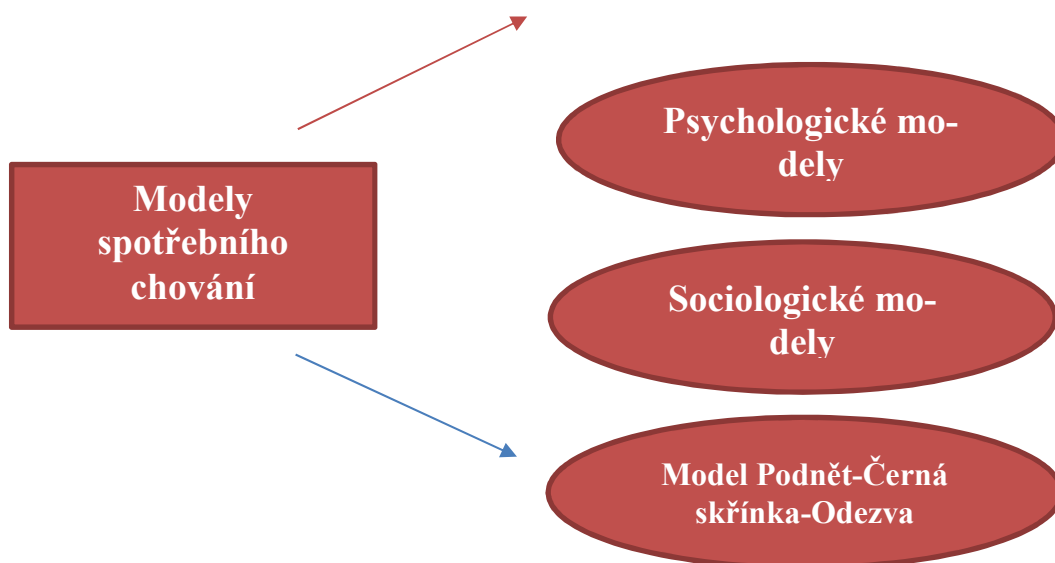 Psychologické mo-
dely
Modely
spotřebního
chování
Sociologické mo-
dely
Model Podnět-Černá
skřínka-Odezva